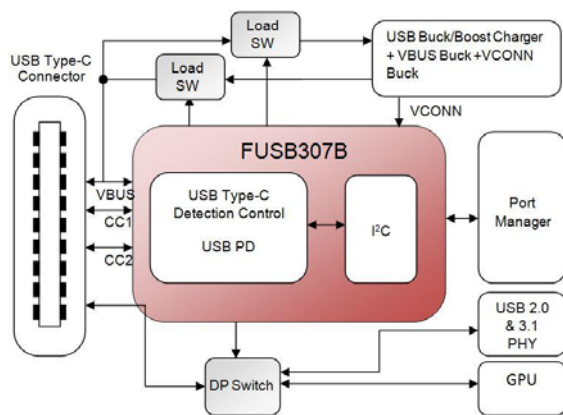 Load
SW
USB Buck/Boost Charger
+ VBUS Buck +VCONN
Buck
USB Type-C
Connector
Load
SW
VCONN
FUSB307B
VBUS
CC1
CC2
USB Type-C
Detection Control
USB PD
I²C
Port
Manager
USB 2.0
& 3.1
PHY
DP Switch
GPU